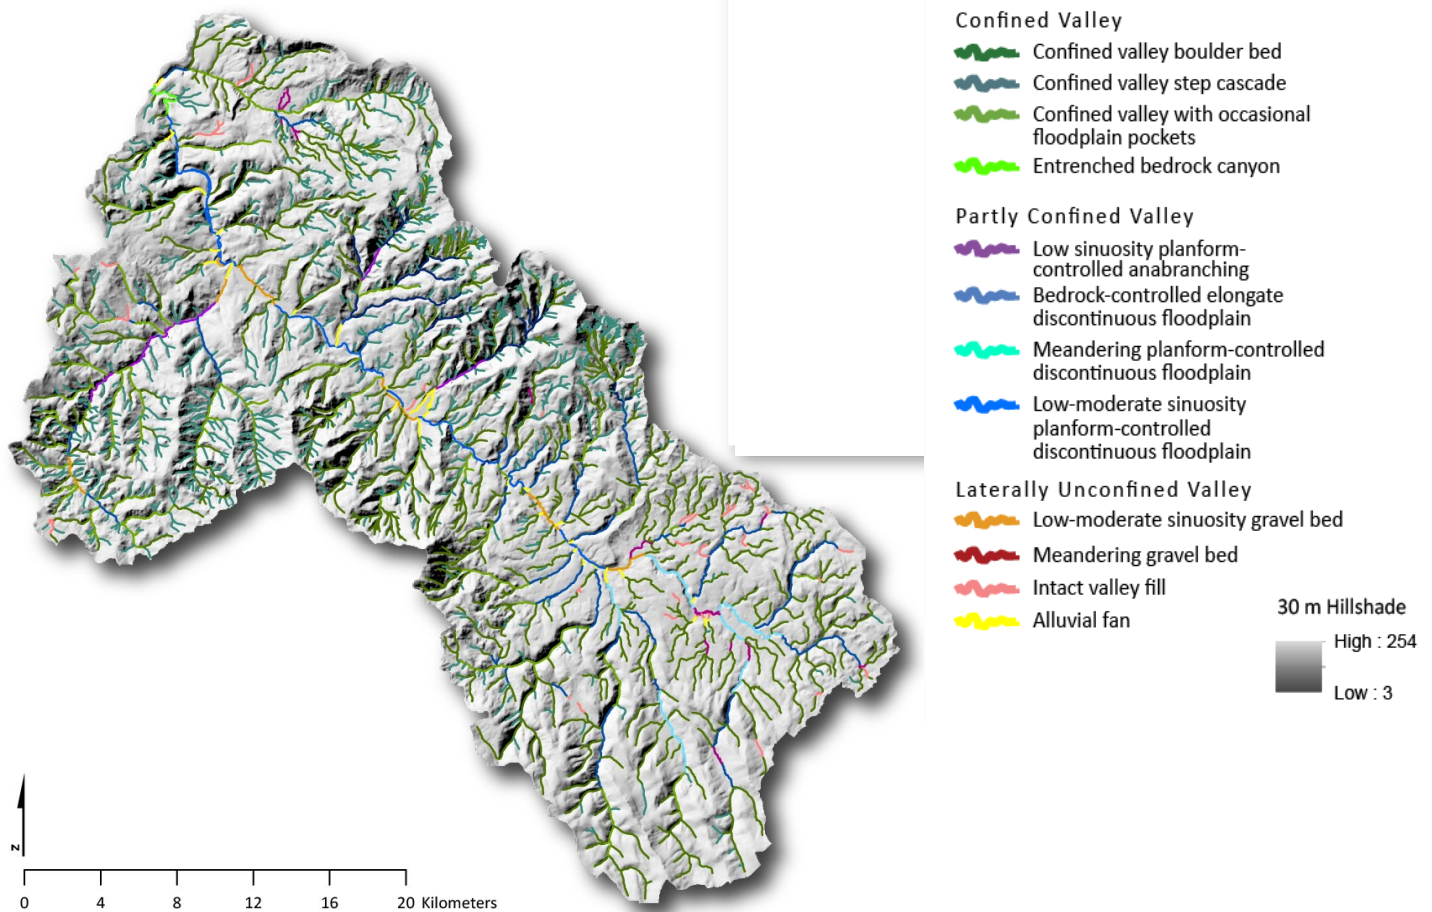 Confined Valley
Confined valley boulder bed
Confined valley step cascade
Confined valley with occasional
floodplain pockets
Entrenched bedrock canyon
Partly Confined Valley
Low sinuosity planform-
controlled anabranching
Bedrock-controlled elongate
discontinuous floodplain
Meandering planform-controlled
discontinuous floodplain
Low-moderate sinuosity
planform-controlled
discontinuous floodplain
Laterally Unconfined Valley
Low-moderate sinuosity gravel bed
Meandering gravel bed
Intact valley fill
Alluvial fan
30 m Hillshade
High : 254
Low : 3
N
0 4 8 12 16 20 Kilometers